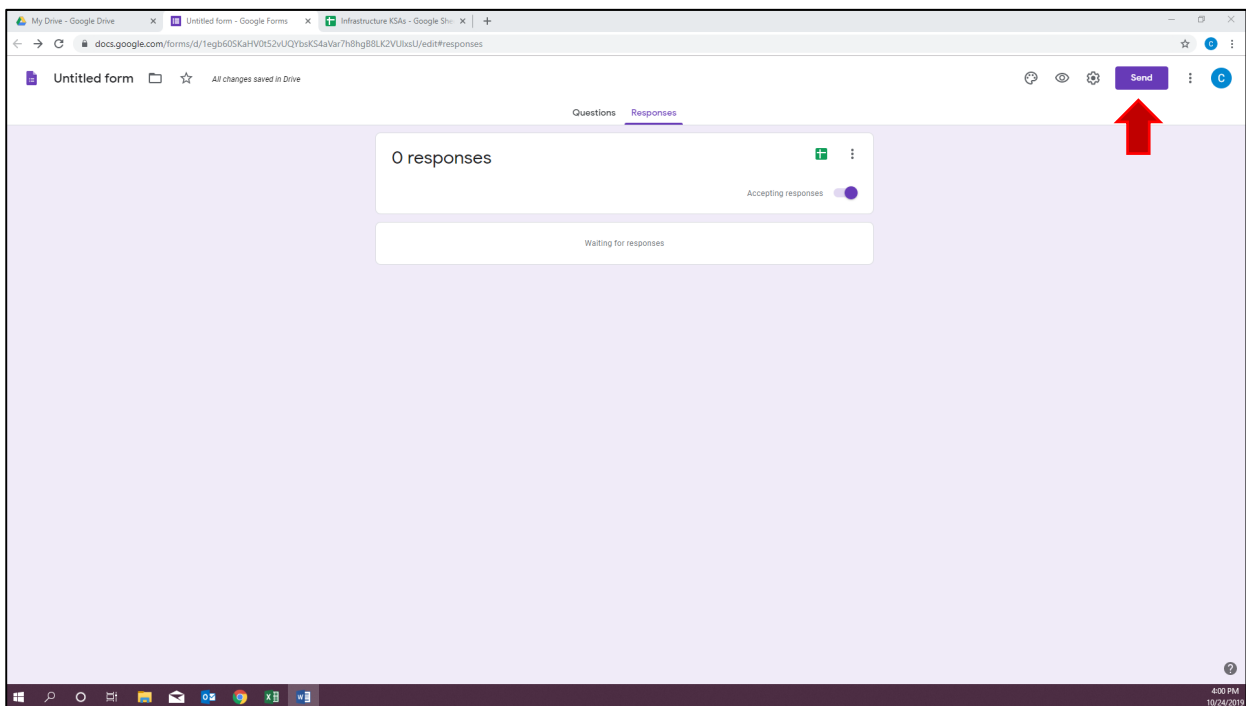 My Drive - Google Drive
Untitled form - Google Forms
Infrastructure KSAs - Google She
docs.google.com/forms/d/1egb60SKaHV0t52vUQYbsKS4aVar7h8hgB8LK2VUlxsU/edit#responses
C
Untitled form
All changes saved in Drive
Send
C
Questions Responses
0 responses
Accepting responses
Waiting for responses
4:00 PM
10/24/2019